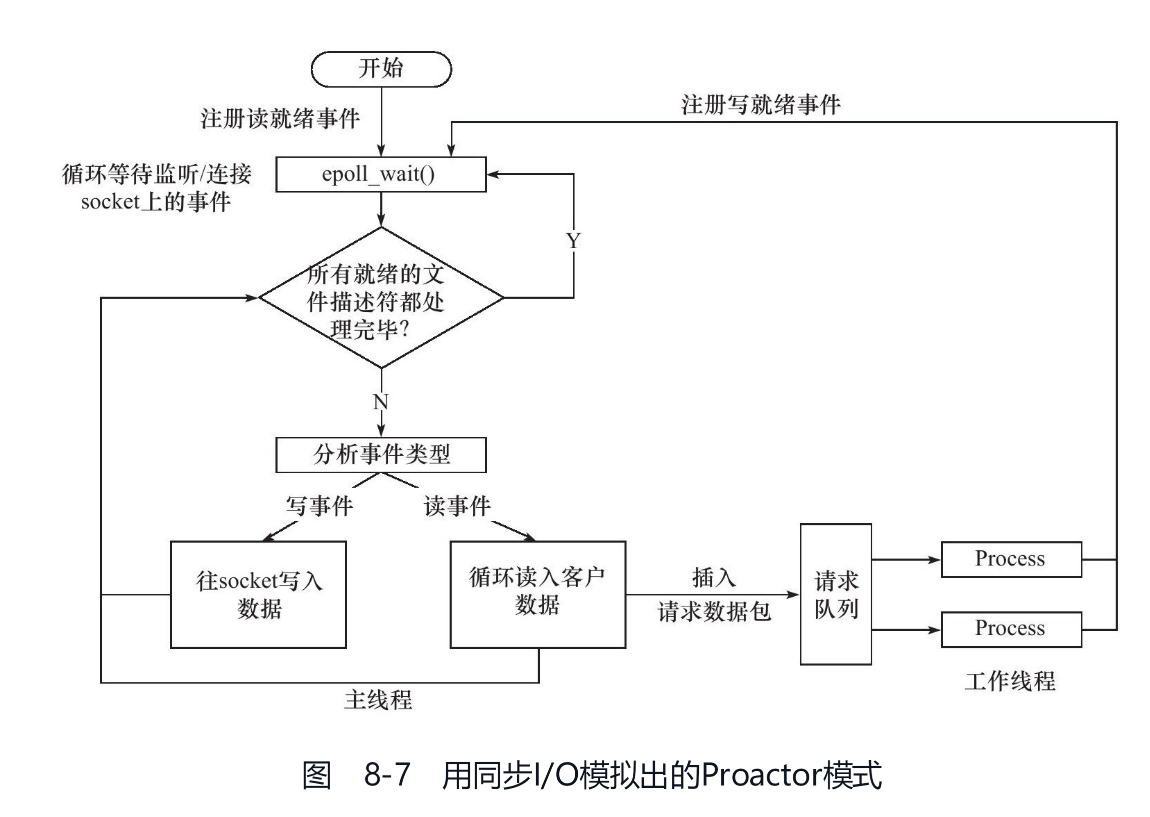 开始
注册读就绪事件
注册写就绪事件
循环等待监听/连接
socket上的事件
epoll_wait()
Y
所有就绪的文
件描述符都处
理完毕？
N
分析事件类型
写事件
读事件
往socket写入
数据
循环读入客户
数据
插入
请求数据包
请求
队列
Process
Process
工作线程
主线程
图 8-7 用同步I/O模拟出的Proactor模式